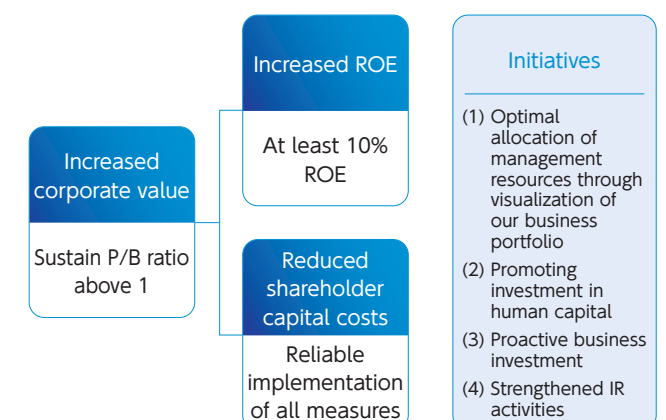 Increased
corporate value
Sustain P/B ratio
above 1
Increased ROE
At least 10%
ROE
Reduced
shareholder
capital costs
Reliable
implementation
of all measures
Initiatives
(1) Optimal
allocation of
management
resources through
visualization of
our business
portfolio
(2) Promoting
investment in
human capital
(3) Proactive business
investment
(4) Strengthened IR
activities